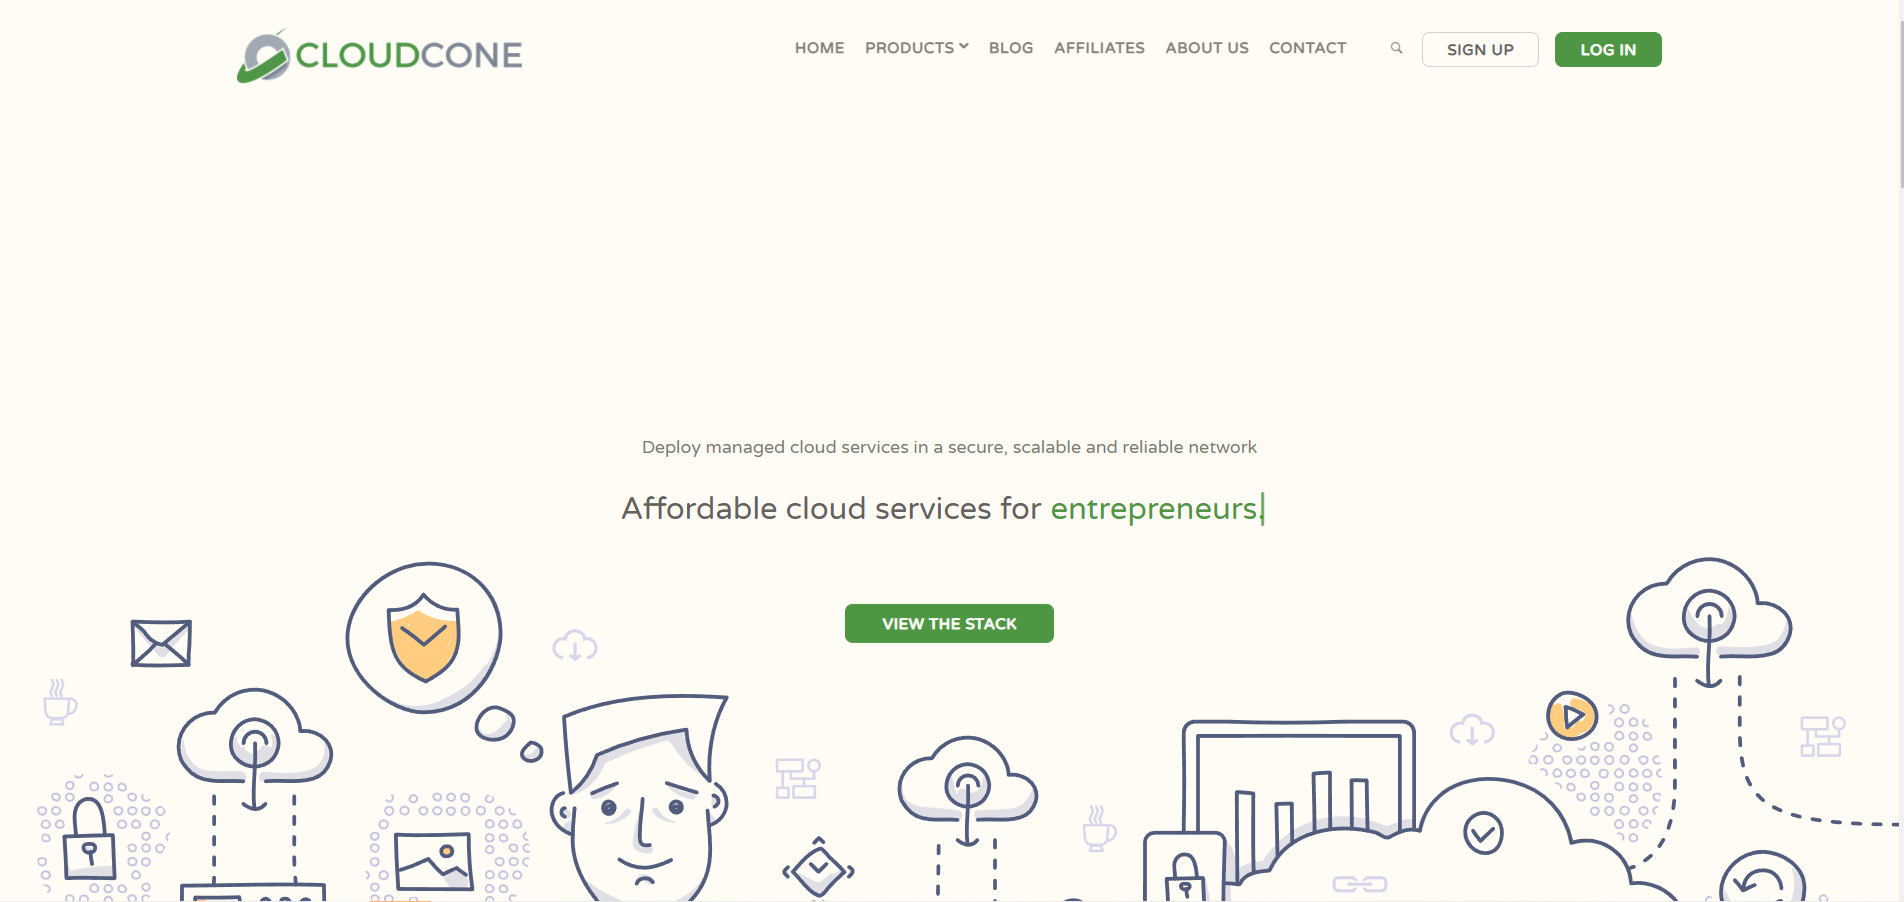 CLOUDCONE
HOME PRODUCTS BLOG AFFILIATES ABOUT US CONTACT SIGN UP LOG IN
Deploy managed cloud services in a secure, scalable and reliable network
Affordable cloud services for entrepreneurs.
VIEW THE STACK